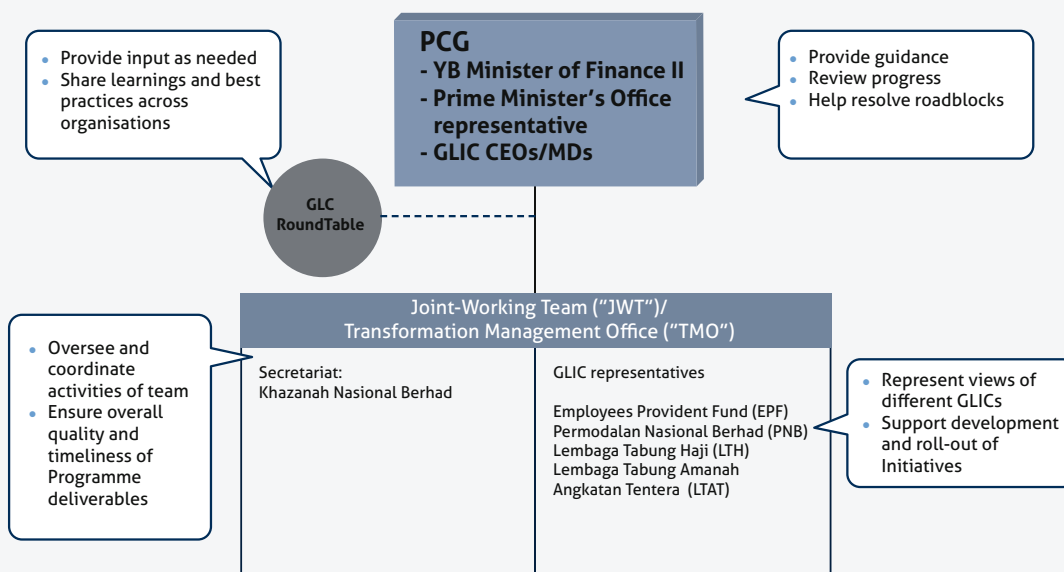 • Provide input as needed
• Share learnings and best
practices across
organisations
PCG
- YB Minister of Finance II
- Prime Minister's Office
representative
- GLIC CEOs/MDs
• Provide guidance
• Review progress
• Help resolve roadblocks
GLC
RoundTable
Joint-Working Team ("JWT")/
Transformation Management Office ("TMO")
• Oversee and
coordinate
activities of team
• Ensure overall
quality and
timeliness of
Programme
deliverables
Secretariat:
Khazanah Nasional Berhad
GLIC representatives
Employees Provident Fund (EPF)
Permodalan Nasional Berhad (PNB)
Lembaga Tabung Haji (LTH)
Lembaga Tabung Amanah
Angkatan Tentera (LTAT)
• Represent views of
different GLICs
• Support development
and roll-out of
Initiatives